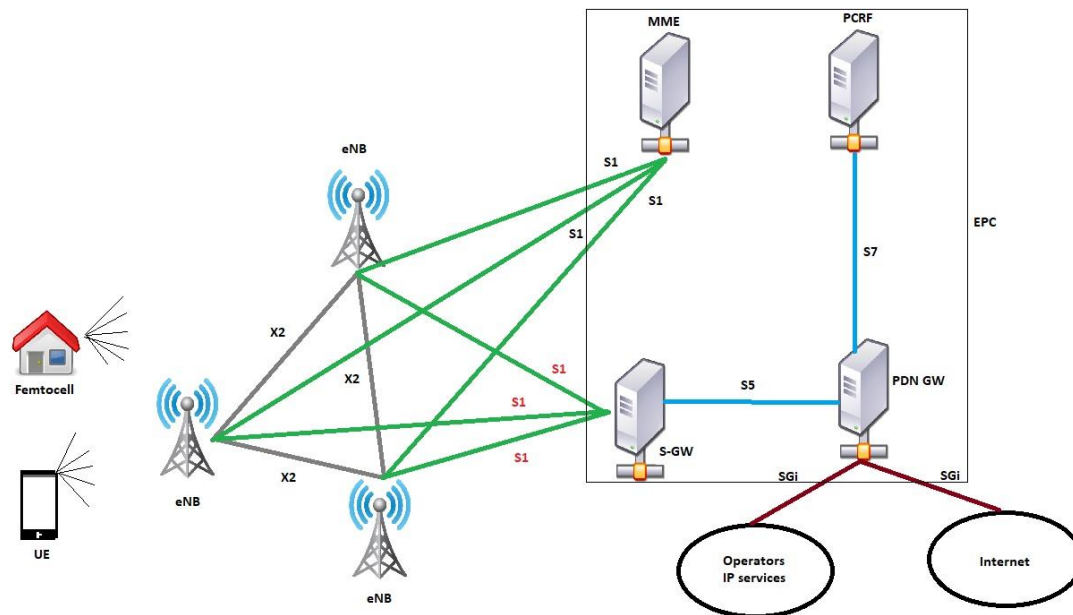 MME
PCRF
eNB
S1
S1
S1
EPC
S7
X2
X2
Femtocell
S1
S1
S1
S5
PDN GW
S-GW
X2
eNB
SGi
SGi
UE
eNB
Operators
IP services
Internet